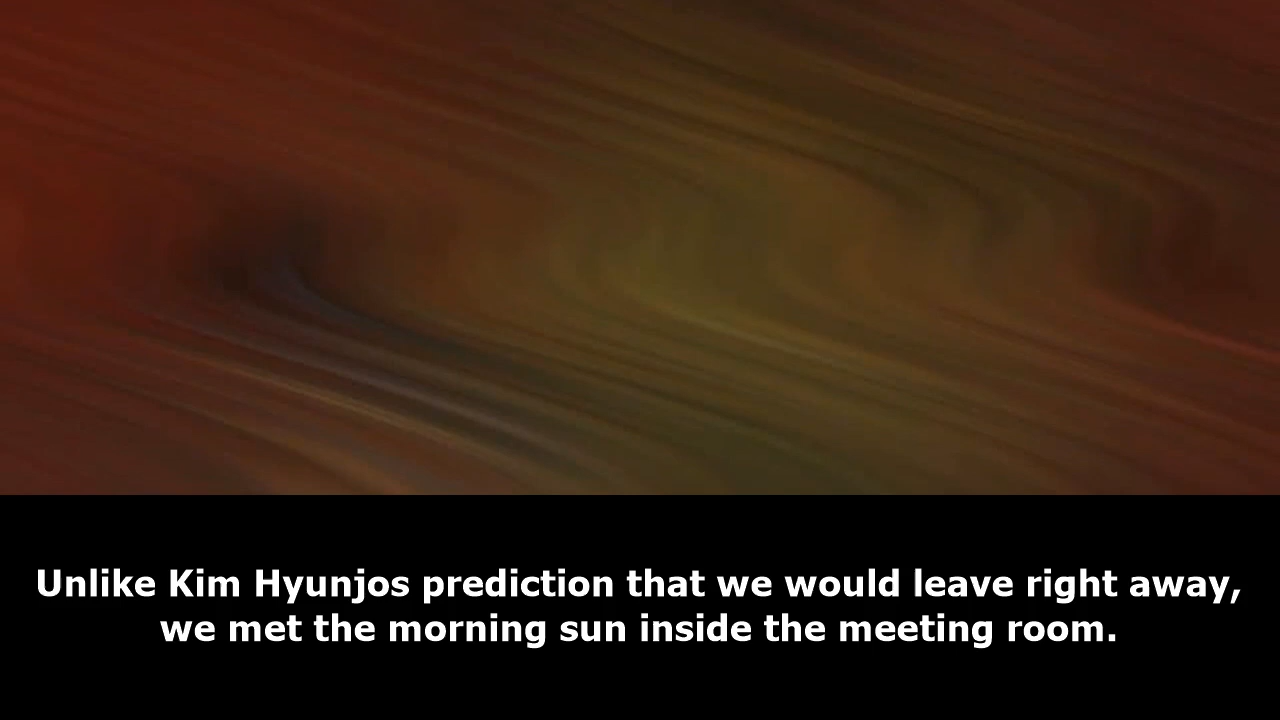 Unlike Kim Hyunjos prediction that we would leave right away,
we met the morning sun inside the meeting room.